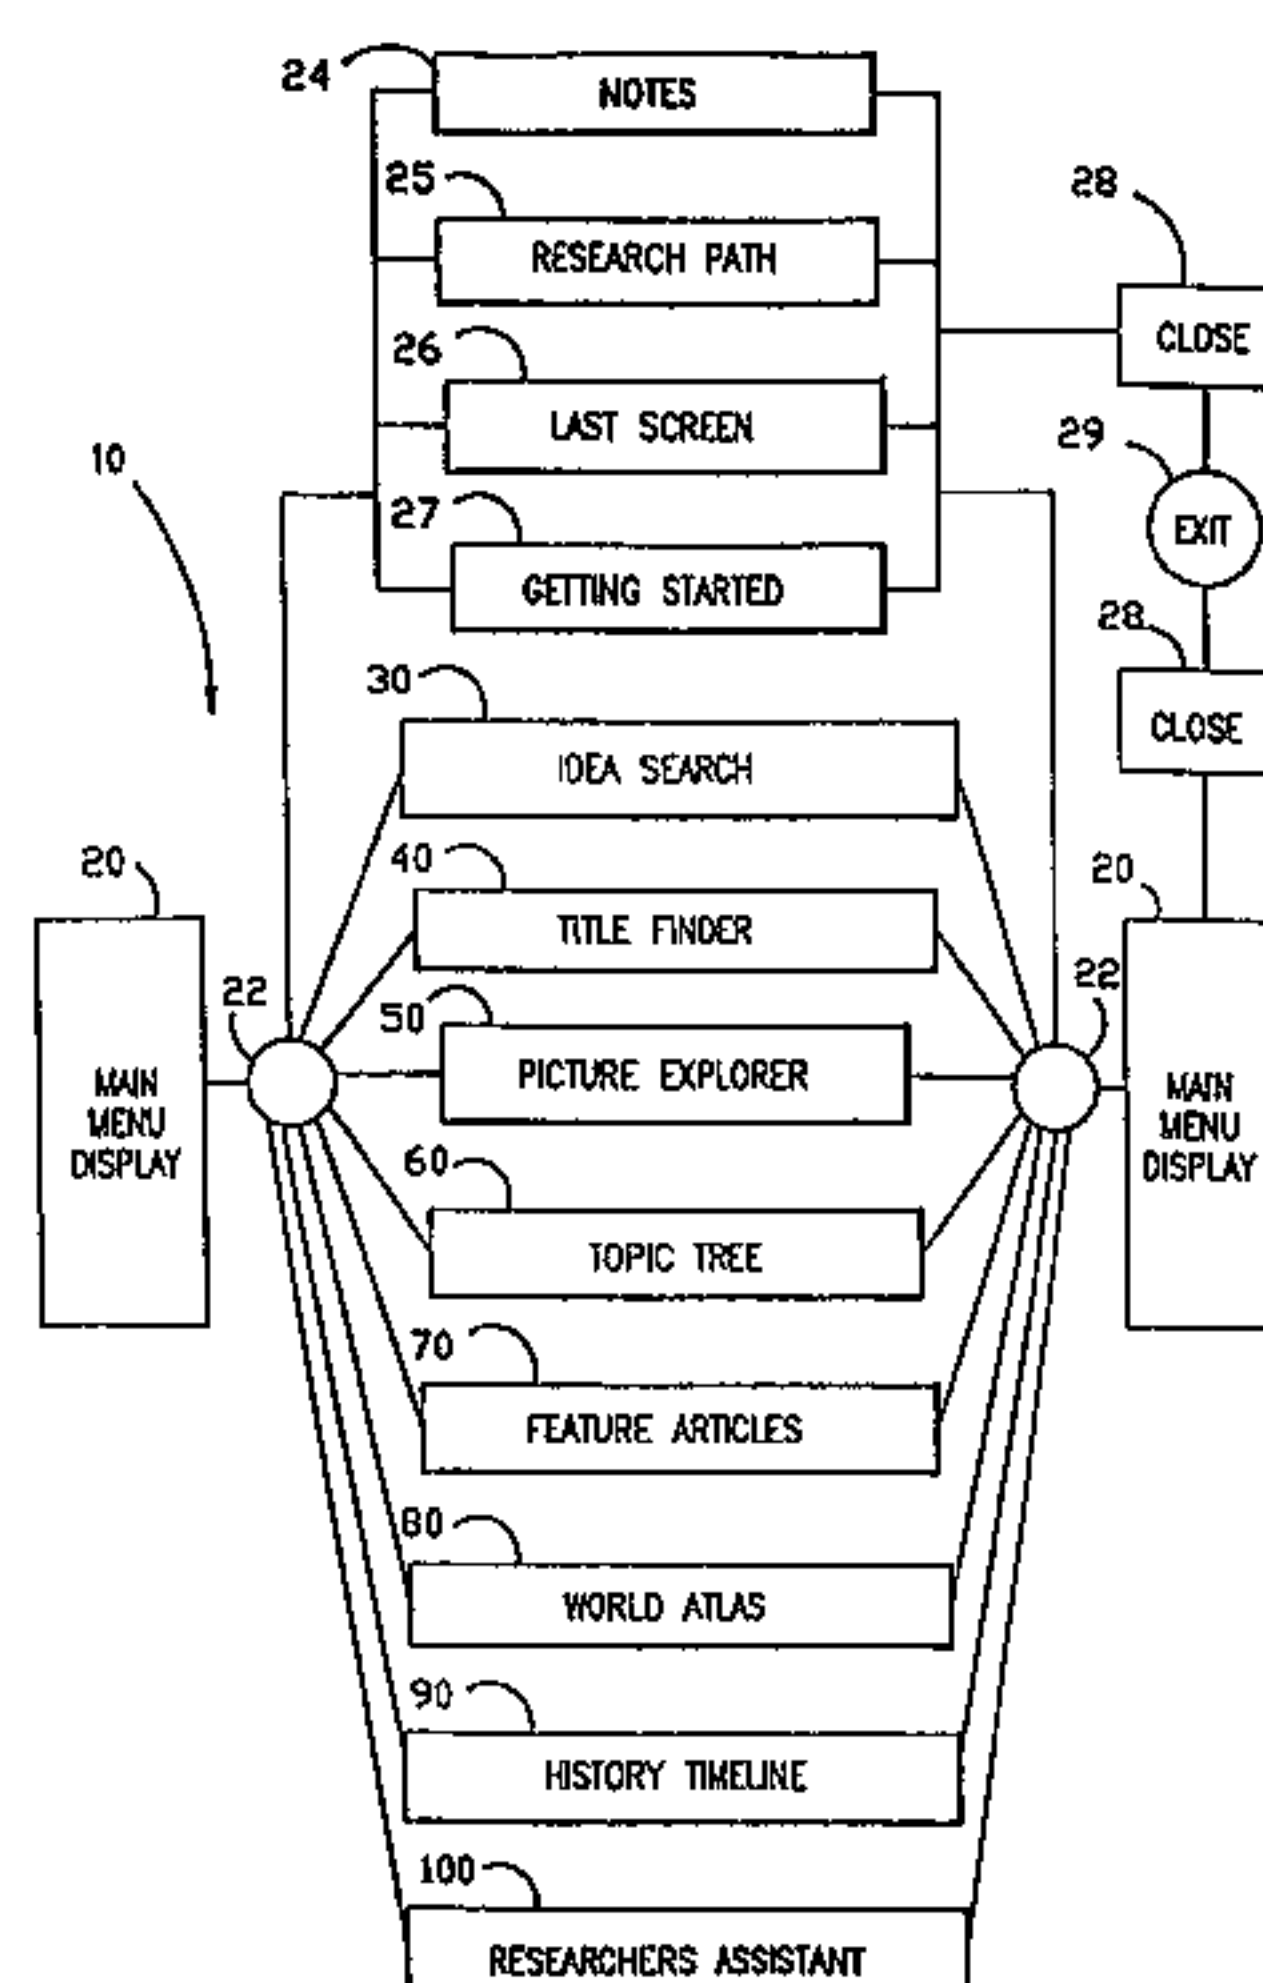 24
NOTES
25
RESEARCH PATH
28
CLOSE
26
LAST SCREEN
29
EXIT
10
27
GETTING STARTED
28
CLOSE
30
IDEA SEARCH
20
40
TITLE FINDER
20
22
50
PICTURE EXPLORER
22
MAIN
MENU
DISPLAY
MAIN
MENU
DISPLAY
60
TOPIC TREE
70
FEATURE ARTICLES
80
WORLD ATLAS
90
HISTORY TIMELINE
100
RESEARCHERS ASSISTANT